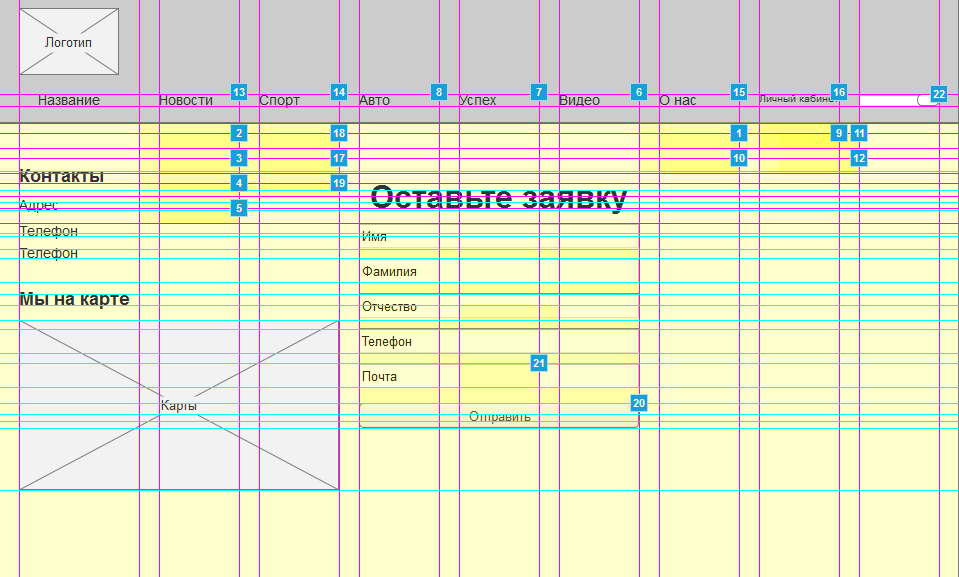 Логотип
Название Новости Спорт Авто Успех Видео О нас Личный кабинет
13 14 8 7 6 15 16 22
2 18 1 9 11
3 17 10 12
4 19
5
Контакты
Адрес
Телефон
Телефон
Мы на карте
Карты
Оставьте заявку
Имя
Фамилия
Отчество
Телефон
21
Почта
20
Отправить